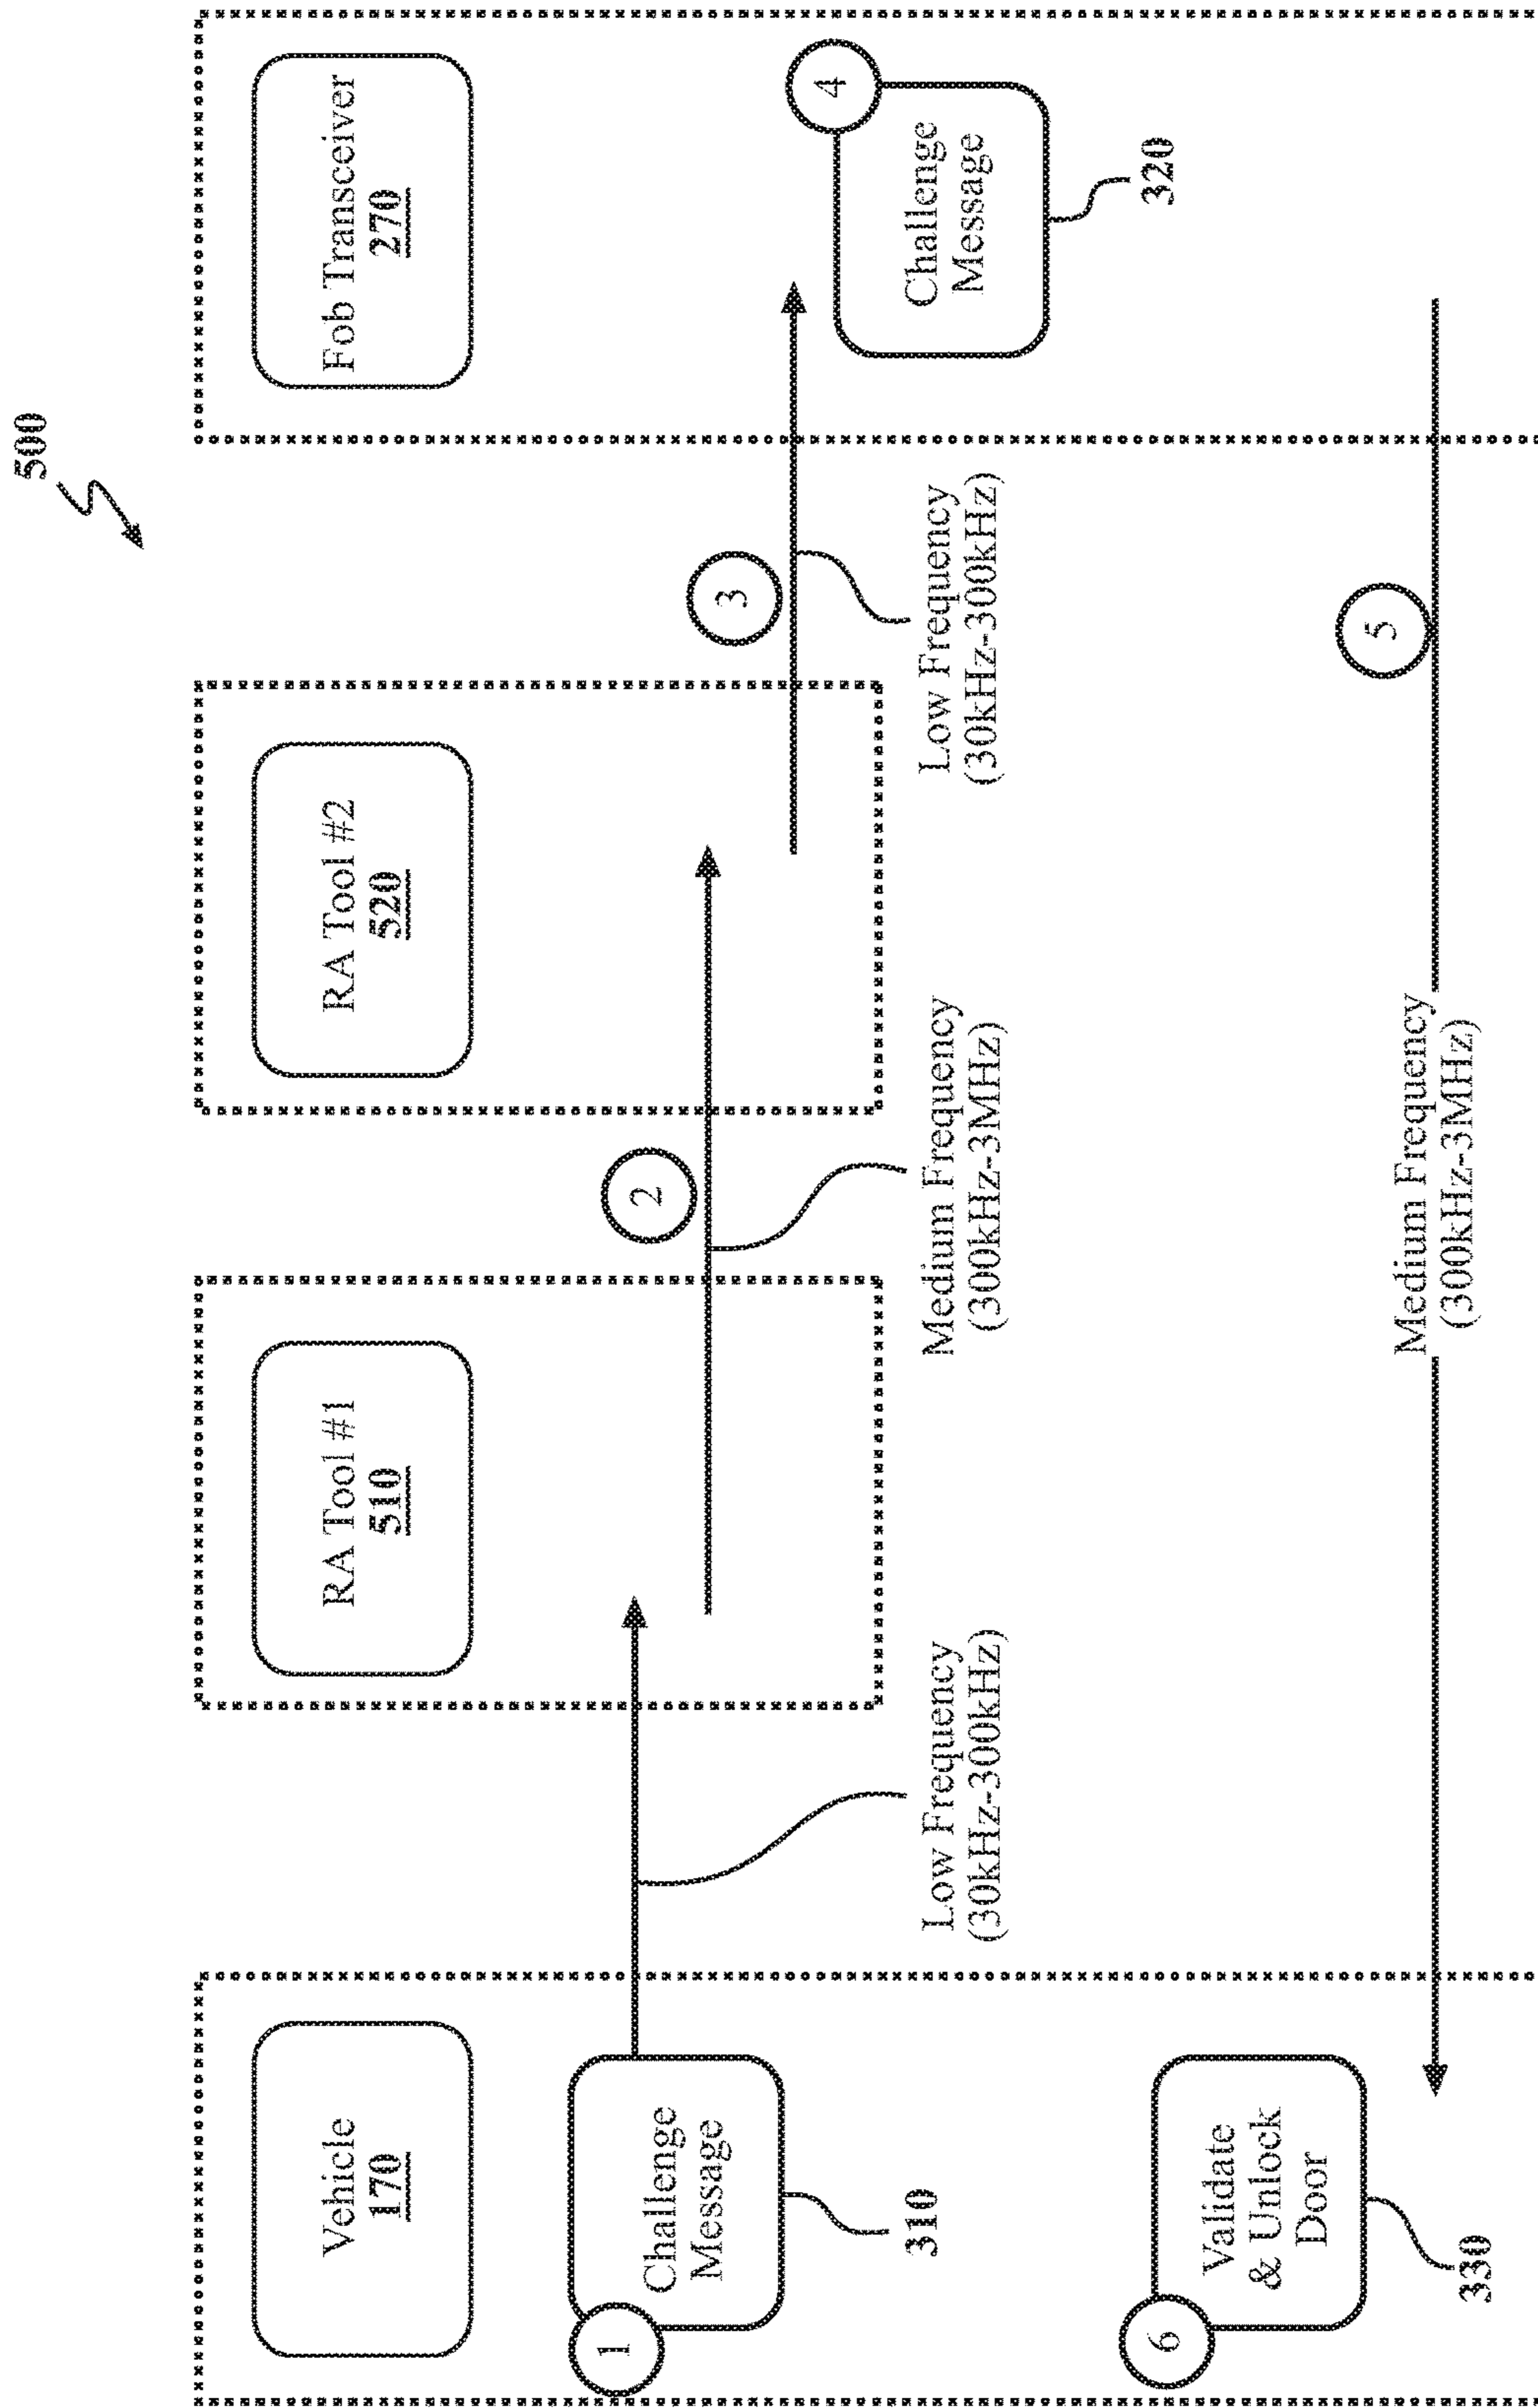 500
Vehicle
170
RA Tool #1
510
RA Tool #2
520
Fob Transceiver
270
1
Challenge
Message
310
2
3
4
Challenge
Message
320
Low Frequency
(30kHz-300kHz)
Medium Frequency
(300kHz-3MHz)
Low Frequency
(30kHz-300kHz)
6
Validate
& Unlock
Door
330
5
Medium Frequency
(300kHz-3MHz)